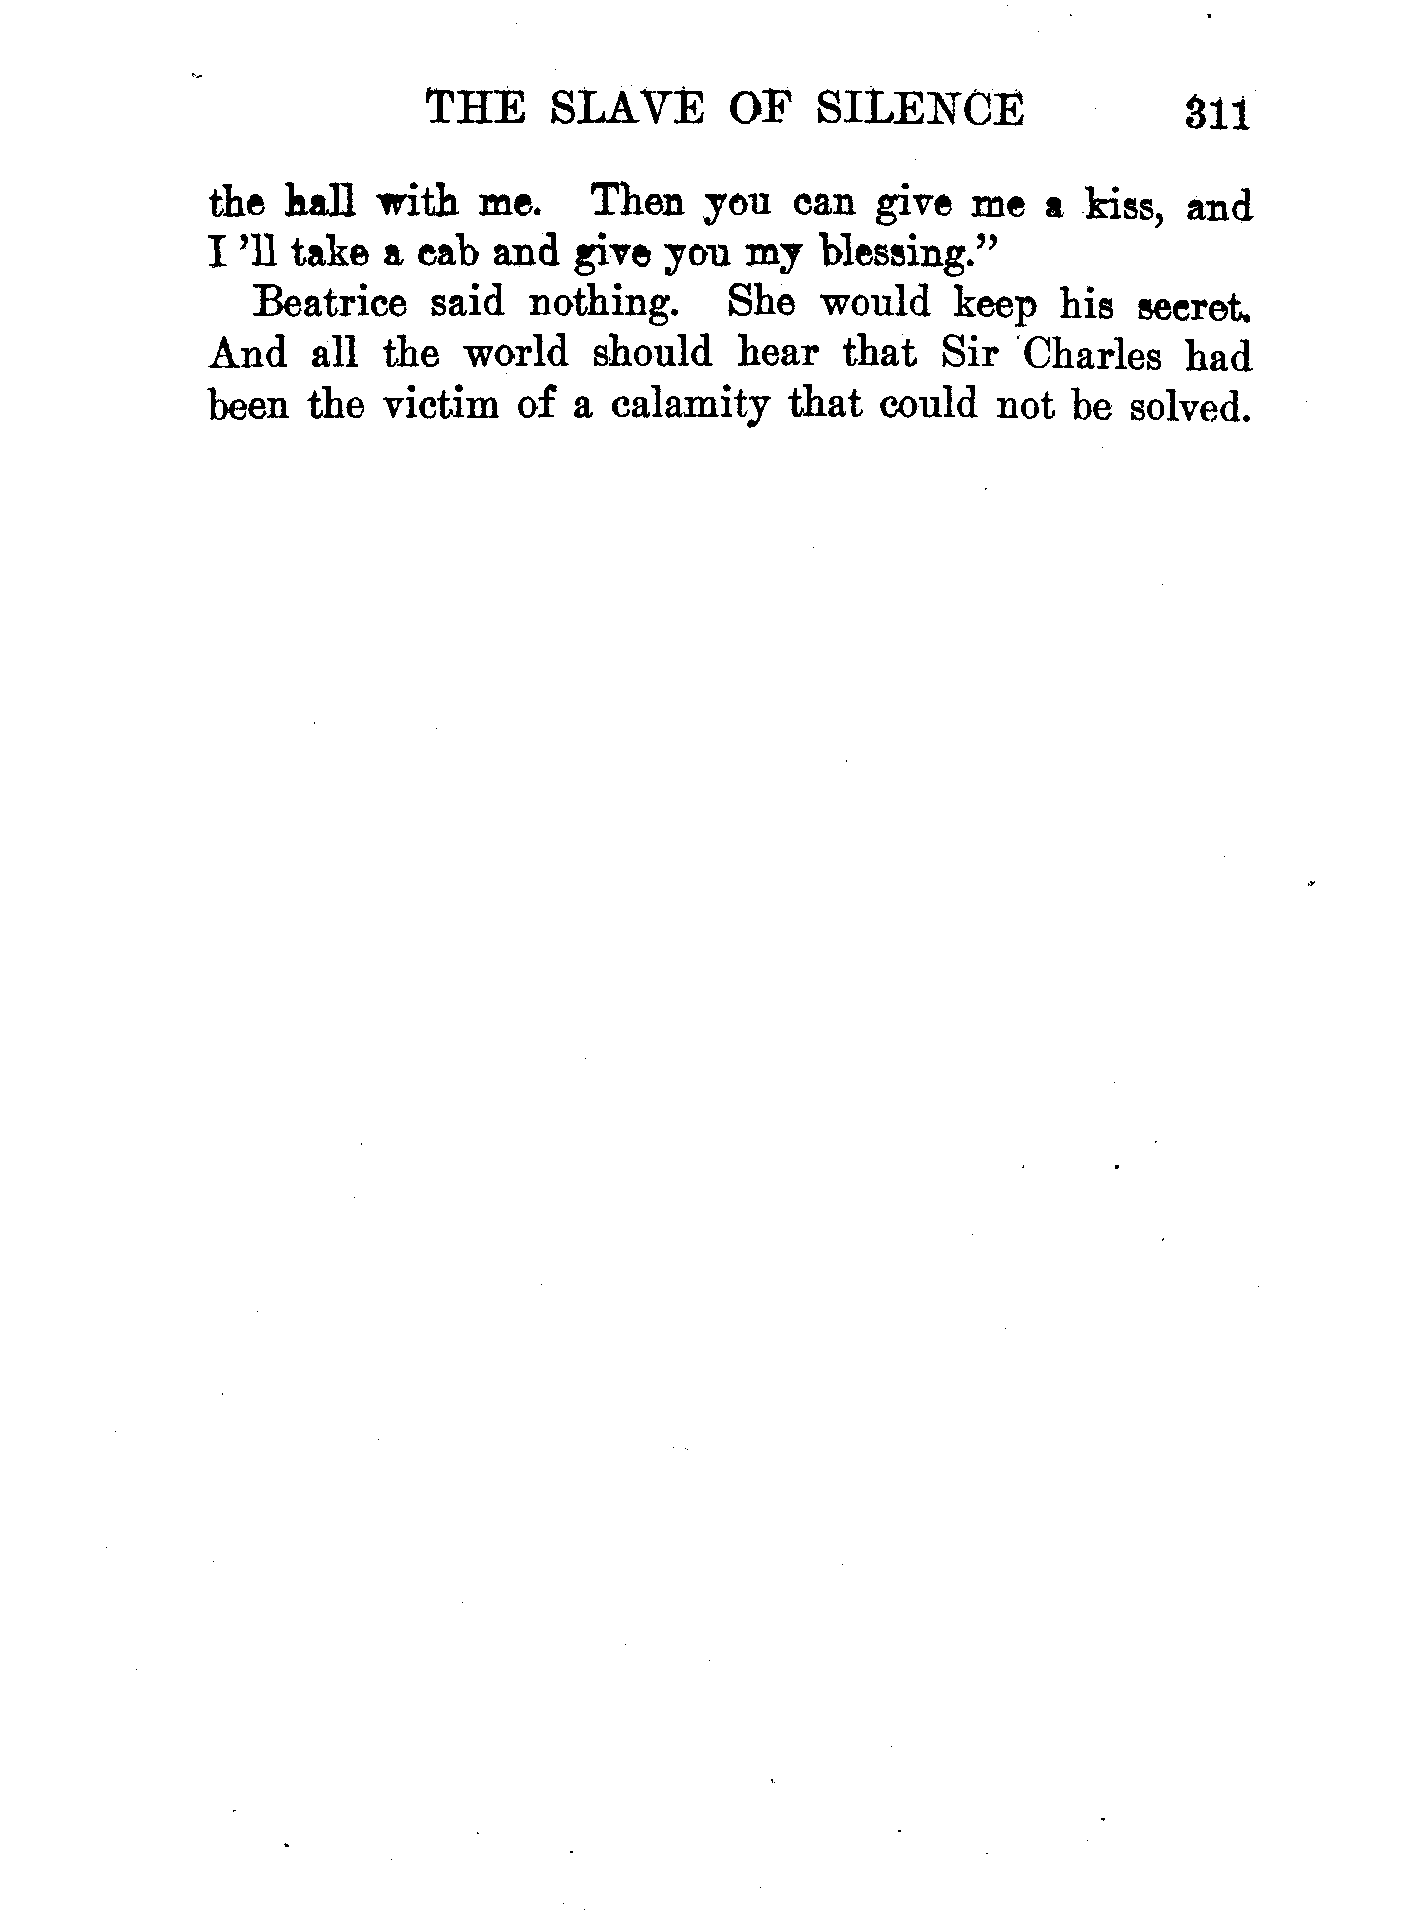 THE SLAVE OF SILENCE 311
the hall with me. Then you can give me a kiss, and
I 'll take a cab and give you my blessing."
Beatrice said nothing. She would keep his secret.
And all the world should hear that Sir Charles had
been the victim of a calamity that could not be solved.